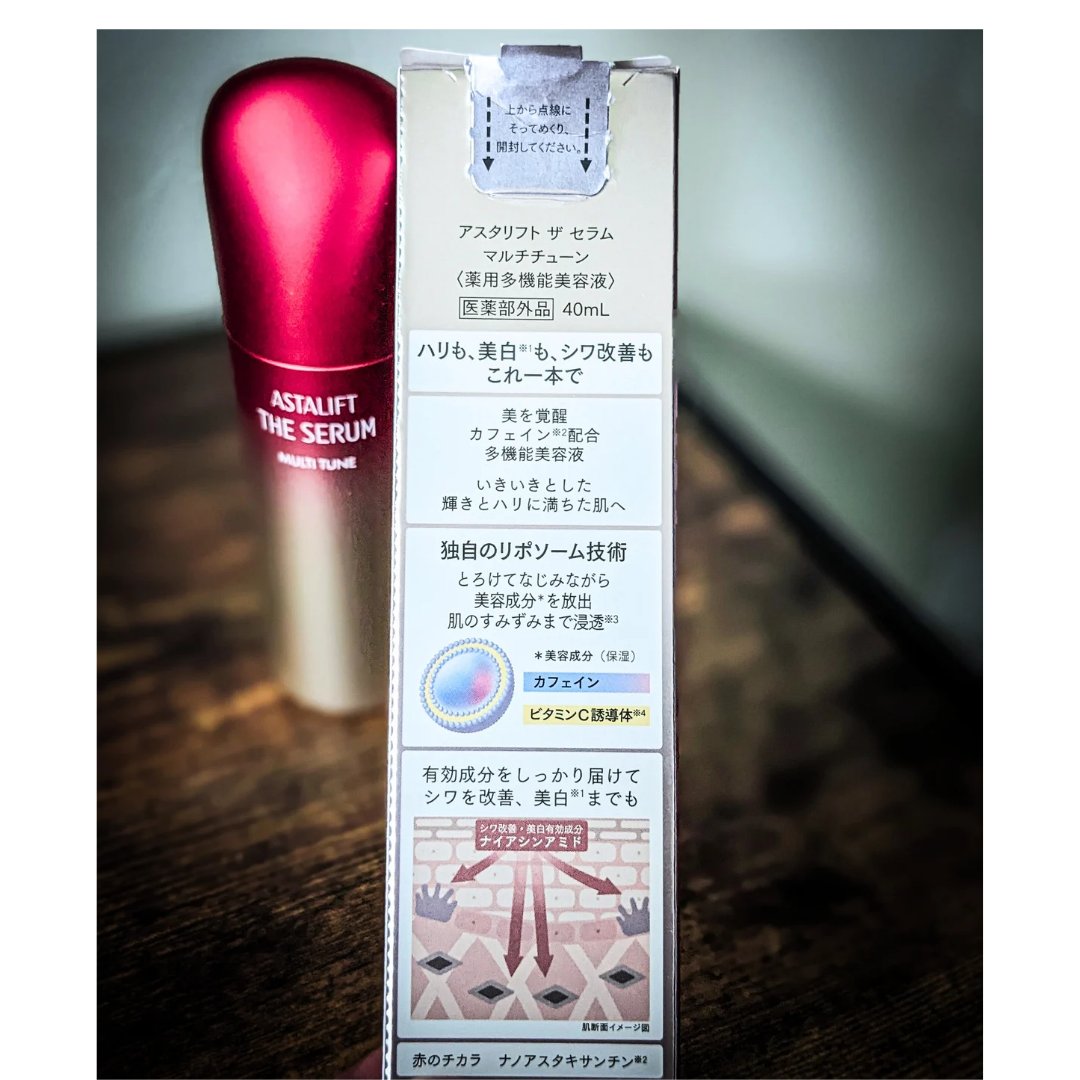 ASTALIFT
THE SERUM
MULTI TUNE
上から点線に
そってめくり、
開封してください。
アスタリフト ザ セラム
マルチチューン
〈薬用多機能美容液〉
医薬部外品 40mL
ハリも、美白※1も、シワ改善も
これ一本で
美を覚醒
カフェイン※2配合
多機能美容液
いきいきとした
輝きとハリに満ちた肌へ
独自のリポソーム技術
とろけてなじみながら
美容成分*を放出
肌のすみずみまで浸透※3
*美容成分（保湿）
カフェイン
ビタミンC誘導体※4
有効成分をしっかり届けて
シワを改善、美白※1までも
シワ改善・美白有効成分
ナイアシンアミド
肌断面イメージ図
赤のチカラ ナノアスタキサンチン※2